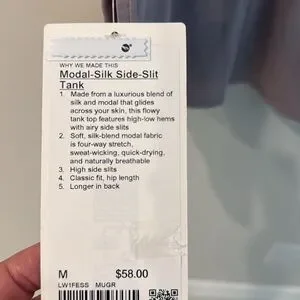 WHY WE MADE THIS
Modal-Silk Side-Slit
Tank
1. Made from a luxurious blend of
silk and modal that glides
across your skin, this flowy
tank top features high-low hems
with airy side slits
2. Soft, silk-blend modal fabric
is four-way stretch,
sweat-wicking, quick-drying,
and naturally breathable
3. High side slits
4. Classic fit, hip length
5. Longer in back
M $58.00
LW1FESS MUGR